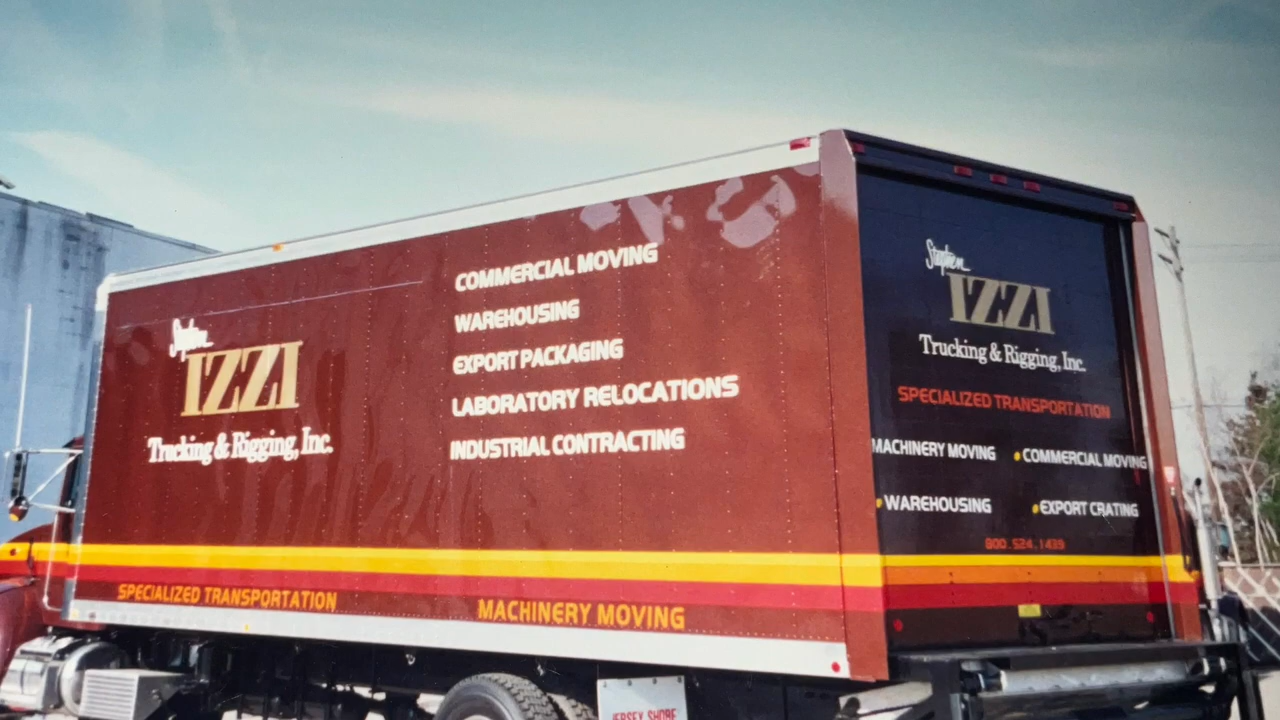 Stephen
IZZI
Trucking & Rigging, Inc.
COMMERCIAL MOVING
WAREHOUSING
EXPORT PACKAGING
LABORATORY RELOCATIONS
INDUSTRIAL CONTRACTING
SPECIALIZED TRANSPORTATION
MACHINERY MOVING
JERSEY SHORE
Stephen
IZZI
Trucking & Rigging, Inc.
SPECIALIZED TRANSPORTATION
MACHINERY MOVING • COMMERCIAL MOVING
• WAREHOUSING • EXPORT CRATING
800.524.1439